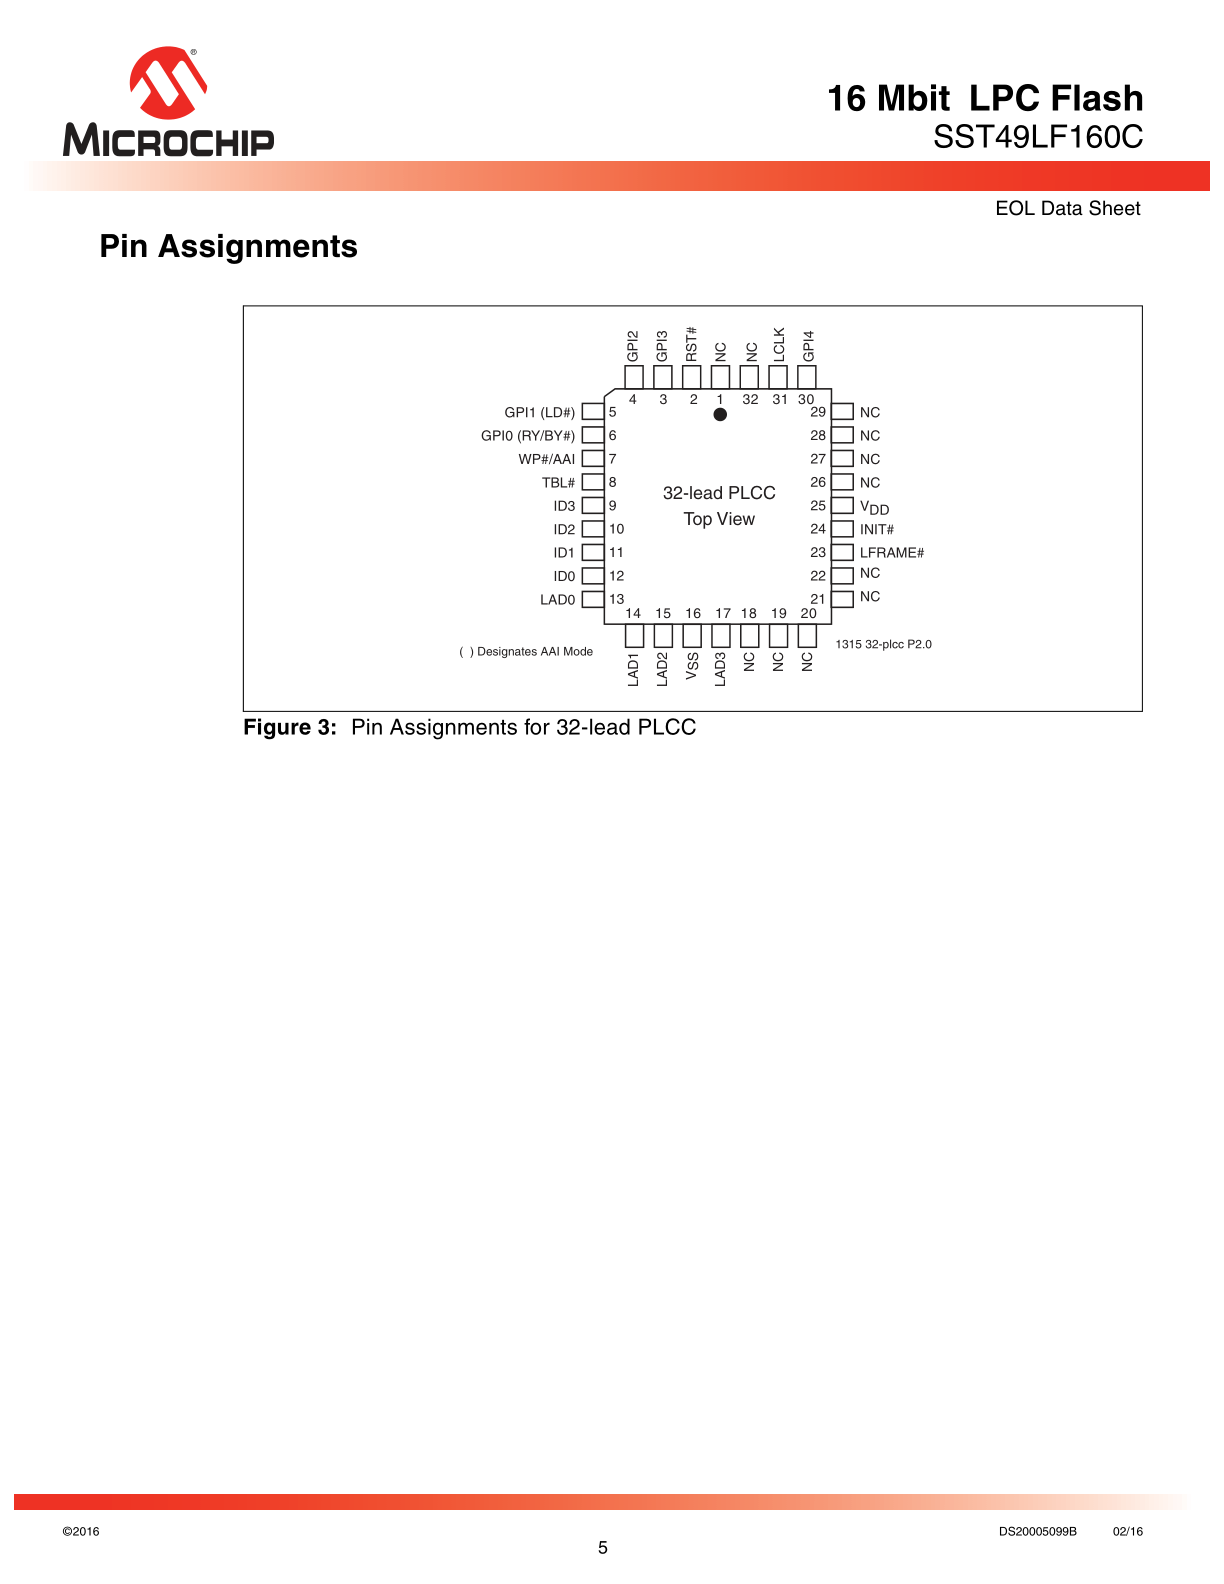 MICROCHIP®
16 Mbit LPC Flash
SST49LF160C
EOL Data Sheet
Pin Assignments
GPI2
GPI3
RST#
NC
NC
LCLK
GPI4
4 3 2 1 32 31 30
GPI1 (LD#) 5 29 NC
GPI0 (RY/BY#) 6 28 NC
WP#/AAI 7 27 NC
TBL# 8 26 NC
32-lead PLCC
Top View
ID3 9 25 VDD
ID2 10 24 INIT#
ID1 11 23 LFRAME#
ID0 12 22 NC
LAD0 13 21 NC
14 15 16 17 18 19 20
LAD1
LAD2
VSS
LAD3
NC
NC
NC
( ) Designates AAI Mode
1315 32-plcc P2.0
Figure 3: Pin Assignments for 32-lead PLCC
©2016
DS20005099B 02/16
5